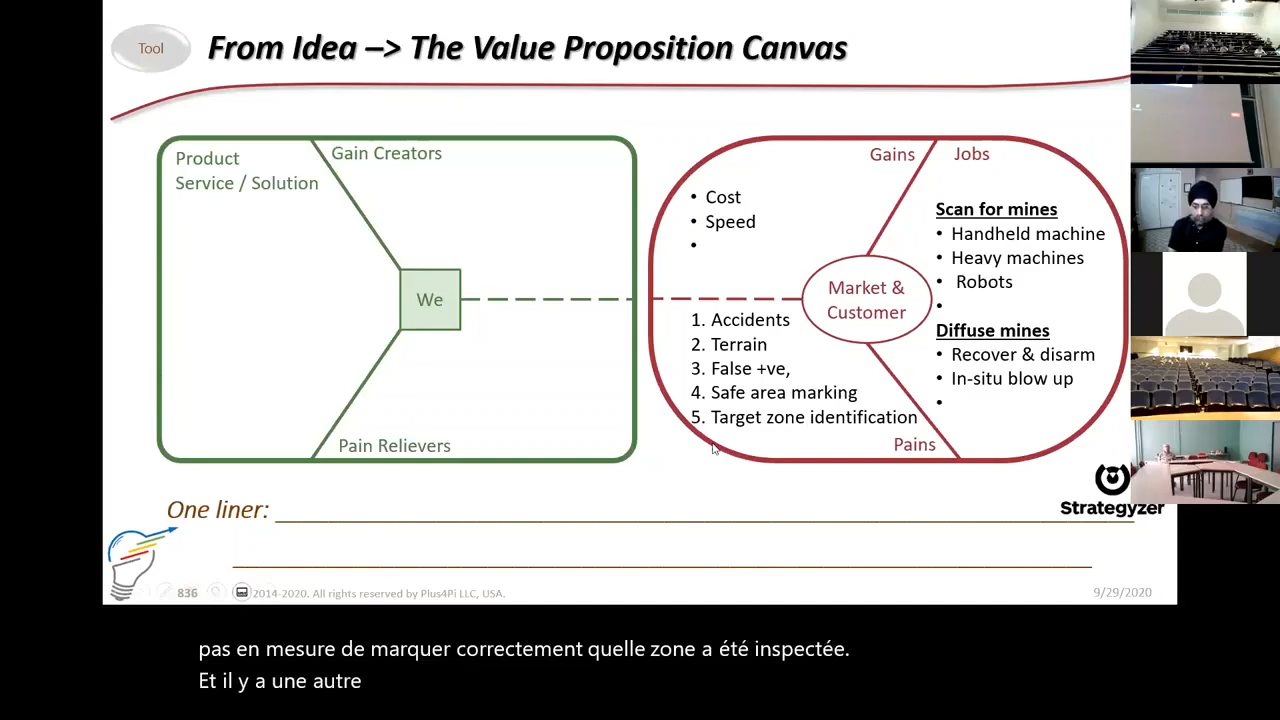 Tool
From Idea –> The Value Proposition Canvas
Product
Service / Solution
Gain Creators
We
Pain Relievers
Gains
Jobs
• Cost
• Speed
•
Market &
Customer
1. Accidents
2. Terrain
3. False +ve,
4. Safe area marking
5. Target zone identification
Pains
Scan for mines
• Handheld machine
• Heavy machines
• Robots
•
Diffuse mines
• Recover & disarm
• In-situ blow up
•
Strategyzer
One liner:
836
2014-2020. All rights reserved by Plus4Pi LLC, USA.
9/29/2020
pas en mesure de marquer correctement quelle zone a été inspectée.
Et il y a une autre